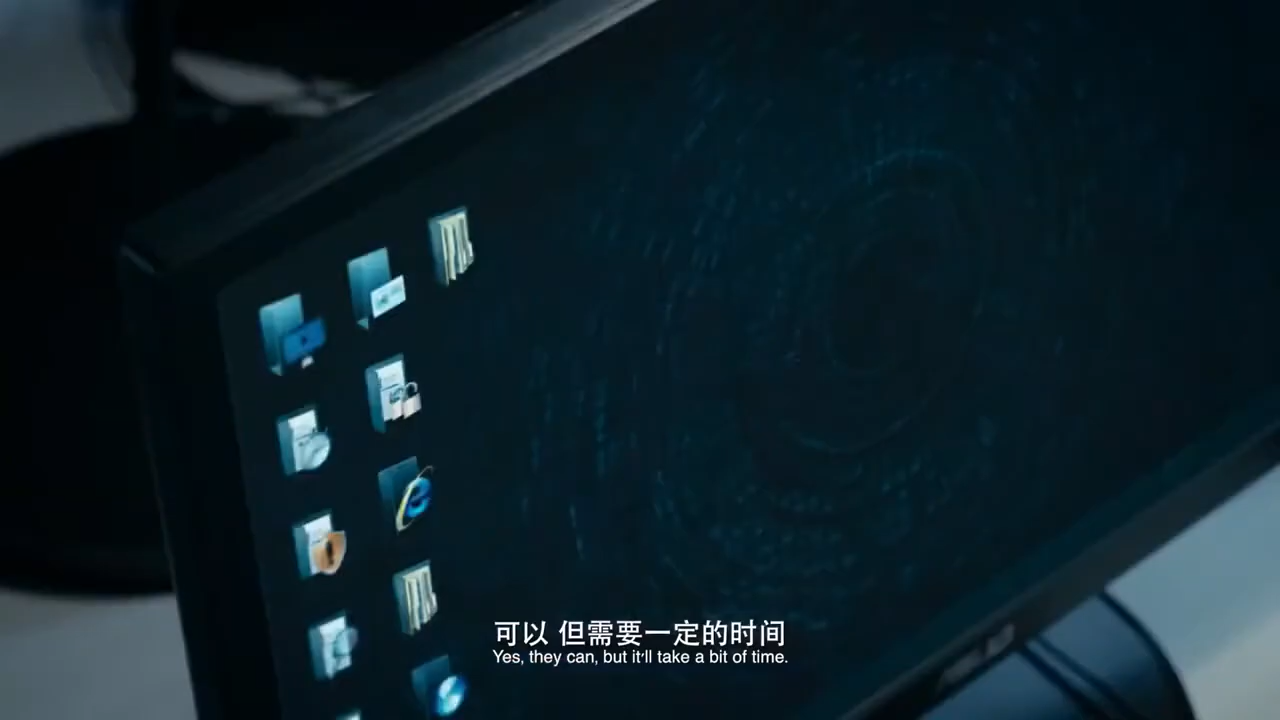 可以 但需要一定的时间
Yes, they can, but it'll take a bit of time.